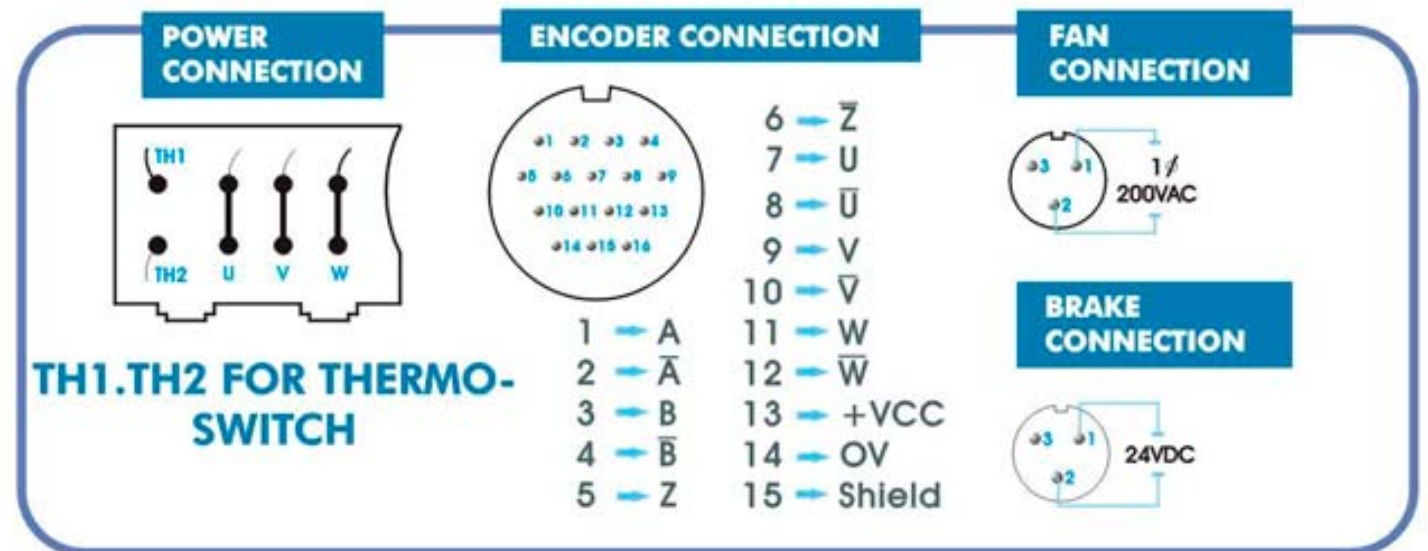 POWER
CONNECTION
TH1
TH2 U V W
TH1.TH2 FOR THERMO-
SWITCH
ENCODER CONNECTION
1 2 3 4
5 6 7 8 9
10 11 12 13
14 15 16
1 → A
2 → A̅
3 → B
4 → B̅
5 → Z
6 → Z̅
7 → U
8 → U̅
9 → V
10 → V̅
11 → W
12 → W̅
13 → +VCC
14 → OV
15 → Shield
FAN
CONNECTION
3 1
2
1∮
200VAC
BRAKE
CONNECTION
3 1
2
24VDC